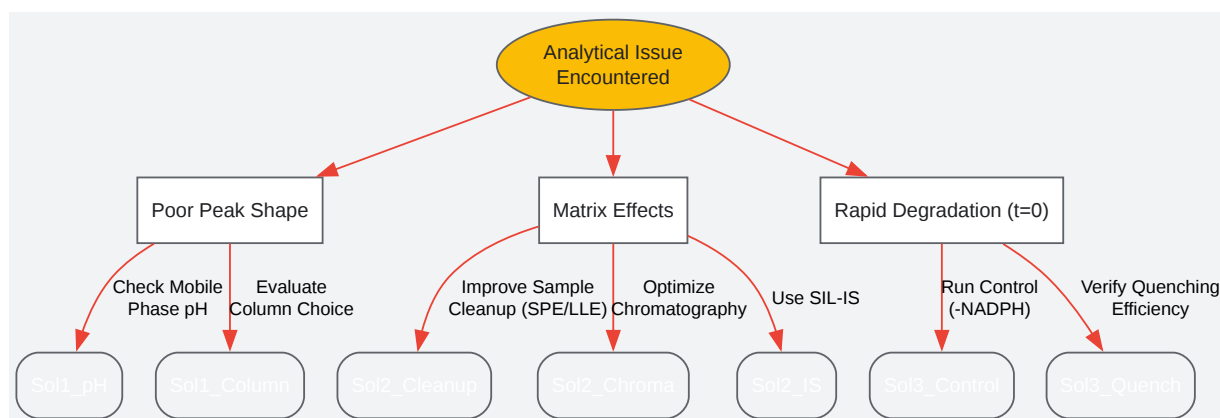 Analytical Issue
Encountered
Poor Peak Shape
Matrix Effects
Rapid Degradation (t=0)
Check Mobile
Phase pH
Evaluate
Column Choice
Improve Sample
Cleanup (SPE/LLE)
Optimize
Chromatography
Use SIL-IS
Run Control
(-NADPH)
Verify Quenching
Efficiency
Sol1_pH
Sol1_Column
Sol2_Cleanup
Sol2_Chroma
Sol2_IS
Sol3_Control
Sol3_Quench